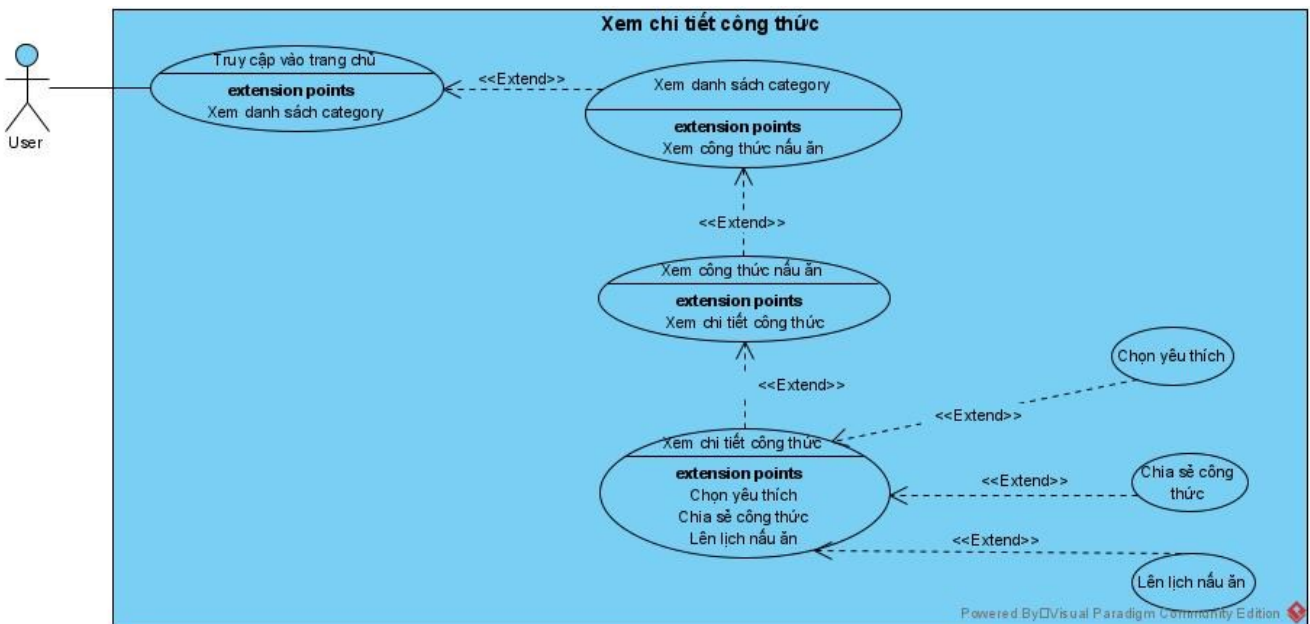 Xem chi tiết công thức
User
Truy cập vào trang chủ
extension points
Xem danh sách category
<<Extend>>
Xem danh sách category
extension points
Xem công thức nấu ăn
<<Extend>>
Xem công thức nấu ăn
extension points
Xem chi tiết công thức
<<Extend>>
Xem chi tiết công thức
extension points
Chọn yêu thích
Chia sẻ công thức
Lên lịch nấu ăn
<<Extend>>
Chọn yêu thích
<<Extend>>
Chia sẻ công
thức
<<Extend>>
Lên lịch nấu ăn
Powered By Visual Paradigm Community Edition